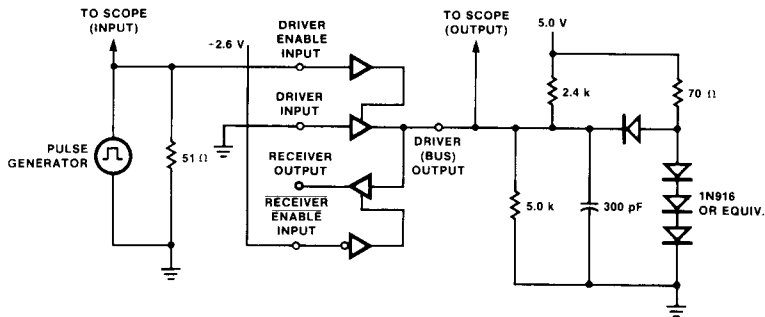 TO SCOPE
(INPUT)
DRIVER
ENABLE
INPUT
-2.6 V
TO SCOPE
(OUTPUT)
5.0 V
2.4 k
70 Ω
DRIVER
INPUT
PULSE
GENERATOR
51 Ω
RECEIVER
OUTPUT
DRIVER
(BUS)
OUTPUT
RECEIVER
ENABLE
INPUT
5.0 k
300 pF
1N916
OR EQUIV.